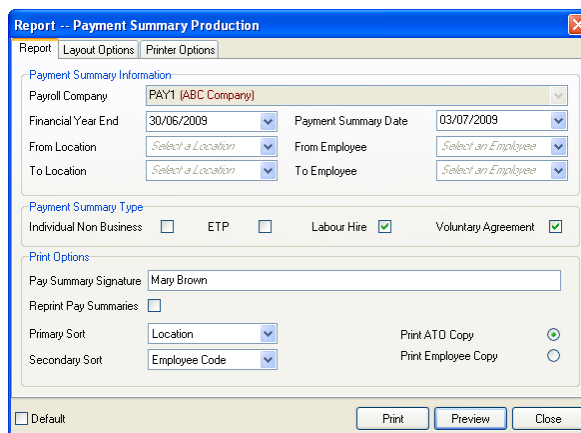 Report -- Payment Summary Production
Report Layout Options Printer Options
Payment Summary Information
Payroll Company PAY1 (ABC Company)
Financial Year End 30/06/2009 Payment Summary Date 03/07/2009
From Location Select a Location From Employee Select an Employee
To Location Select a Location To Employee Select an Employee
Payment Summary Type
Individual Non Business ETP Labour Hire Voluntary Agreement
Print Options
Pay Summary Signature Mary Brown
Reprint Pay Summaries
Primary Sort Location Print ATO Copy
Secondary Sort Employee Code Print Employee Copy
Default Print Preview Close